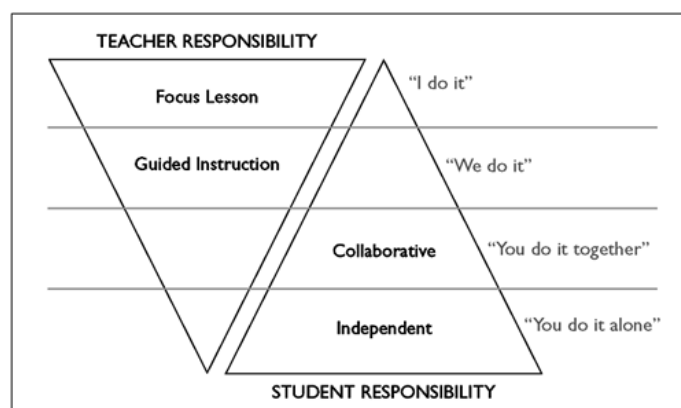 TEACHER RESPONSIBILITY
Focus Lesson
“I do it”
Guided Instruction
“We do it”
Collaborative
“You do it together”
Independent
“You do it alone”
STUDENT RESPONSIBILITY